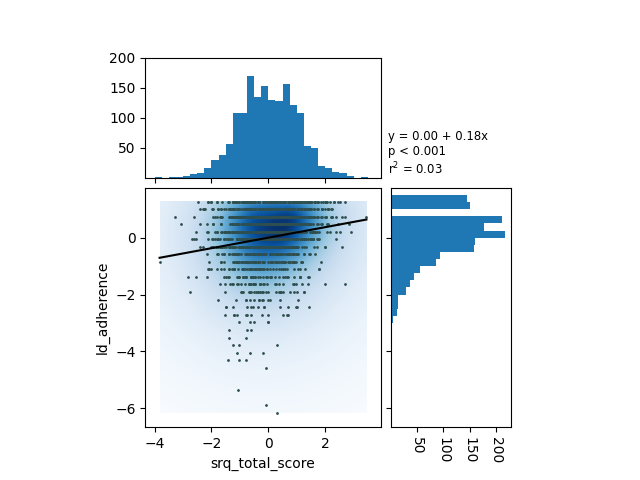 200
150
100
50
y = 0.00 + 0.18x
p < 0.001
r² = 0.03
0
−2
−4
−6
ld_adherence
−4 −2 0 2
srq_total_score
50 100 150 200